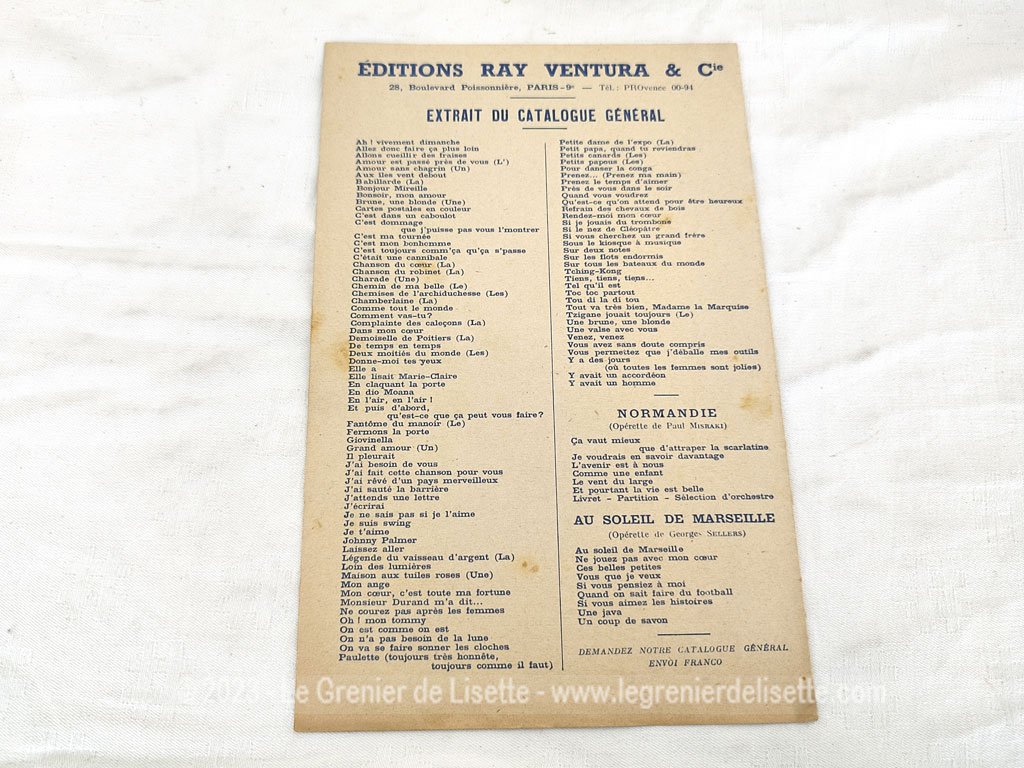 ÉDITIONS RAY VENTURA & Cie
28, Boulevard Poissonnière, PARIS-9e — Tél. : PROvence 00-94
EXTRAIT DU CATALOGUE GÉNÉRAL
Ah ! vivement dimanche
Allez donc faire ça plus loin
Allons cueillir des fraises
Amour est passé près de vous (L')
Amour sans chagrin (Un)
Aux îles vent debout
Babillarde (La)
Bonjour Mireille
Bonsoir, mon amour
Brune, une blonde (Une)
Cartes postales en couleur
C'est dans un caboulot
C'est dommage
que j'puisse pas vous l'montrer
C'est ma tournée
C'est mon bonhomme
C'est toujours comm'ça qu'ça s'passe
C'était une cannibale
Chanson du cœur (La)
Chanson du robinet (La)
Charade (Une)
Chemin de ma belle (Le)
Chemises de l'archiduchesse (Les)
Chamberlaine (La)
Comme tout le monde
Comment vas-tu?
Complainte des caleçons (La)
Dans mon cœur
Demoiselle de Poitiers (La)
De temps en temps
Deux moitiés du monde (Les)
Donne-moi tes yeux
Elle a
Elle lisait Marie-Claire
En claquant la porte
En dio Moana
En l'air, en l'air !
Et puis d'abord,
qu'est-ce que ça peut vous faire?
Fantôme du manoir (Le)
Fermons la porte
Giovinella
Grand amour (Un)
Il pleurait
J'ai besoin de vous
J'ai fait cette chanson pour vous
J'ai rêvé d'un pays merveilleux
J'ai sauté la barrière
J'attends une lettre
J'écrirai
Je ne sais pas si je l'aime
Je suis swing
Je t'aime
Johnny Palmer
Laissez aller
Légende du vaisseau d'argent (La)
Loin des lumières
Maison aux tuiles roses (Une)
Mon ange
Mon cœur, c'est toute ma fortune
Monsieur Durand m'a dit...
Ne courez pas après les femmes
Oh ! mon tommy
On est comme on est
On n'a pas besoin de la lune
On va se faire sonner les cloches
Paulette (toujours très honnête,
toujours comme il faut)
Petite dame de l'expo (La)
Petit papa, quand tu reviendras
Petits canards (Les)
Petits papous (Les)
Pour danser la conga
Prenez... (Prenez ma main)
Prenez le temps d'aimer
Près de vous dans le soir
Quand vous voudrez
Qu'est-ce qu'on attend pour être heureux
Refrain des chevaux de bois
Rendez-moi mon cœur
Si je jouais du trombone
Si le nez de Cléopâtre
Si vous cherchez un grand frère
Sous le kiosque à musique
Sur deux notes
Sur les flots endormis
Sur tous les bateaux du monde
Tching-Kong
Tiens, tiens, tiens...
Tel qu'il est
Toc toc partout
Tou di la di tou
Tout va très bien, Madame la Marquise
Tzigane jouait toujours (Le)
Une brune, une blonde
Une valse avec vous
Venez, venez
Vous avez sans doute compris
Vous permettez que j'déballe mes outils
Y a des jours
(où toutes les femmes sont jolies)
Y avait un accordéon
Y avait un homme
NORMANDIE
(Opérette de Paul MISRAKI)
Ça vaut mieux
que d'attraper la scarlatine
Je voudrais en savoir davantage
L'avenir est à nous
Comme une enfant
Le vent du large
Et pourtant la vie est belle
Livret - Partition - Sélection d'orchestre
AU SOLEIL DE MARSEILLE
(Opérette de Georges SELLERS)
Au soleil de Marseille
Ne jouez pas avec mon cœur
Ces belles petites
Vous que je veux
Si vous pensiez à moi
Quand on sait faire du football
Si vous aimez les histoires
Une java
Un coup de savon
DEMANDEZ NOTRE CATALOGUE GÉNÉRAL
ENVOI FRANCO
Le Grenier de Lisette - www.legrenierdelisette.com